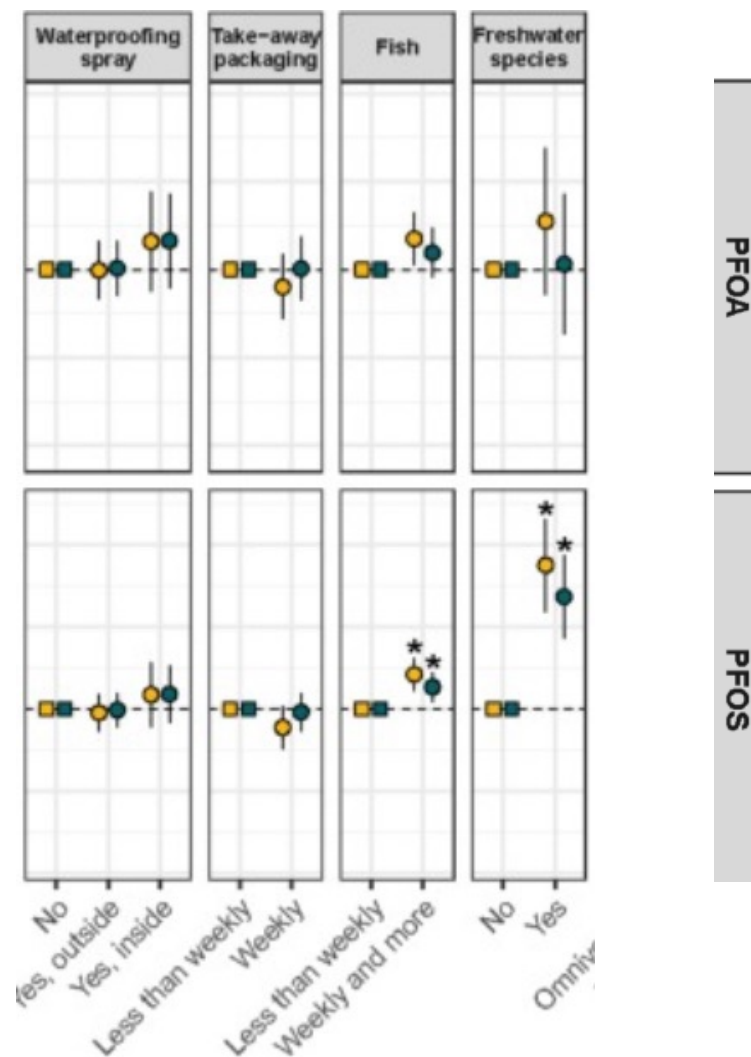 Waterproofing
spray
Take-away
packaging
Fish
Freshwater
species
PFOA
*
*
*
*
PFOS
No
Yes, outside
Yes, inside
Less than weekly
Weekly
Less than weekly
Weekly and more
No
Yes